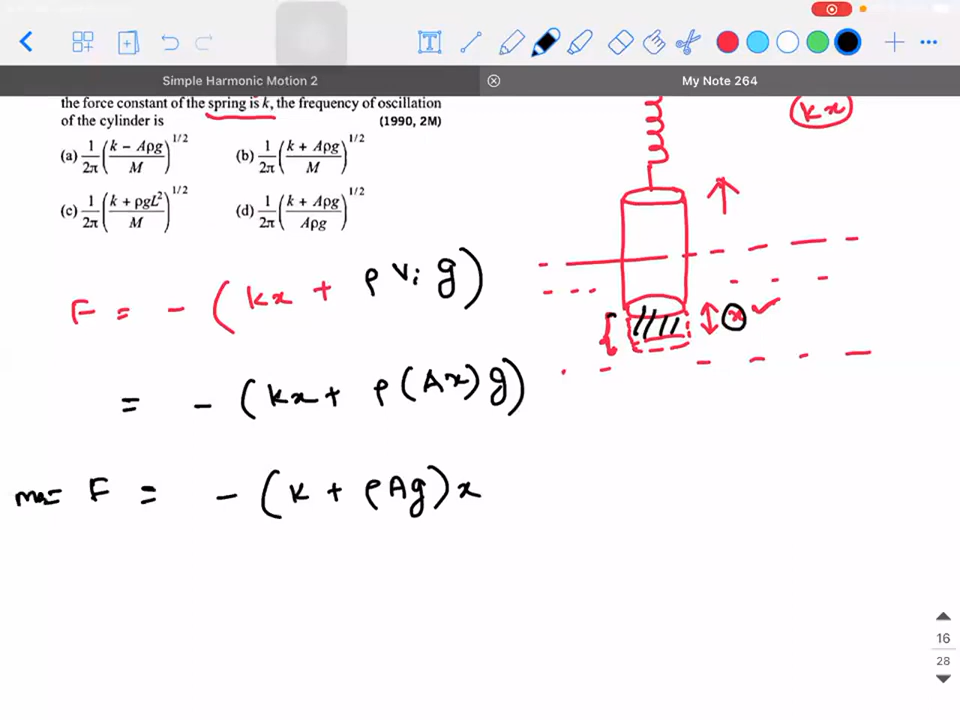 Simple Harmonic Motion 2
My Note 264
the force constant of the spring is k, the frequency of oscillation
of the cylinder is (1990, 2M)
(a) 1/2π ((k − Aρg)/M)^1/2 (b) 1/2π ((k + Aρg)/M)^1/2
(c) 1/2π ((k + ρgL²)/M)^1/2 (d) 1/2π ((k + Aρg)/Aρg)^1/2
kx
F = - (kx + ρ Vi g)
x
= - (kx + ρ(Ax)g)
ma = F = - (k + ρAg)x
16
28